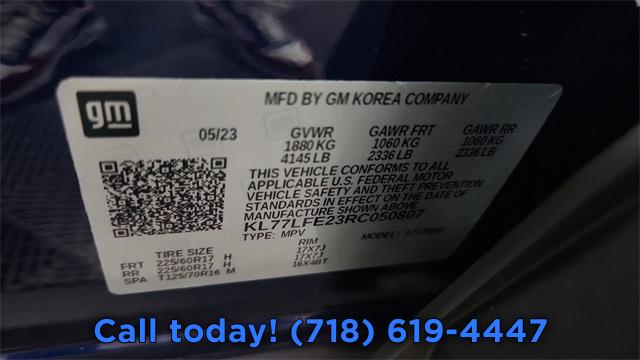 gm
MFD BY GM KOREA COMPANY
05/23 GVWR GAWR FRT GAWR RR
1880 KG 1060 KG 1060 KG
4145 LB 2336 LB 2336 LB
THIS VEHICLE CONFORMS TO ALL
APPLICABLE U.S. FEDERAL MOTOR
VEHICLE SAFETY AND THEFT PREVENTION
STANDARDS IN EFFECT ON THE DATE OF
MANUFACTURE SHOWN ABOVE.
KL77LFE23RC050807
TYPE: MPV MODEL:
TIRE SIZE RIM
FRT 225/60R17 H 17X7J
RR 225/60R17 H 17X7J
SPA T125/70R16 M 16X4BT
Call today! (718) 619-4447